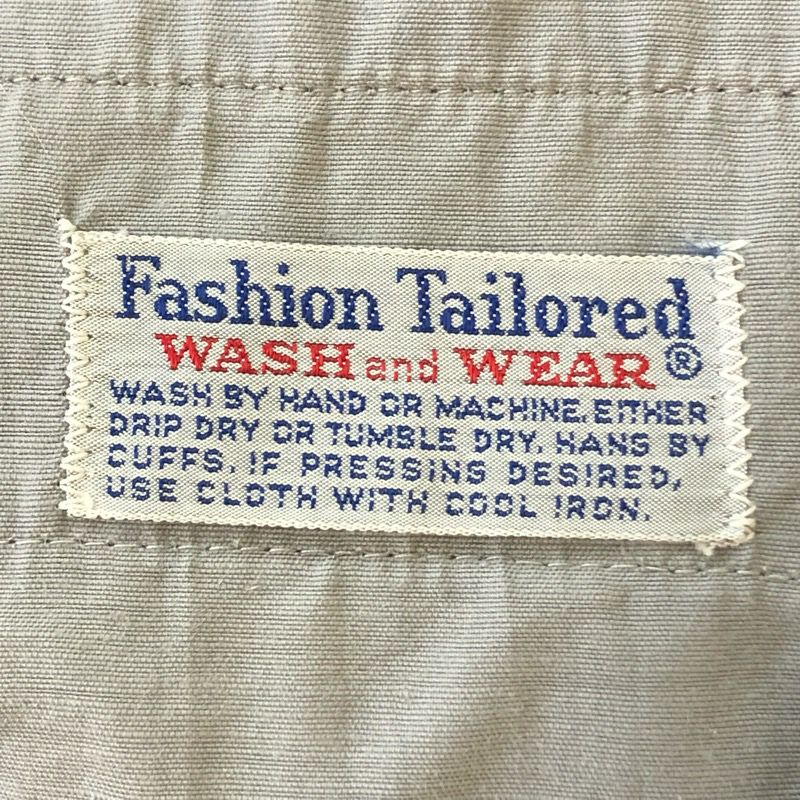 Fashion Tailored
WASH and WEAR®
WASH BY HAND OR MACHINE. EITHER
DRIP DRY OR TUMBLE DRY. HANG BY
CUFFS. IF PRESSING DESIRED,
USE CLOTH WITH COOL IRON.